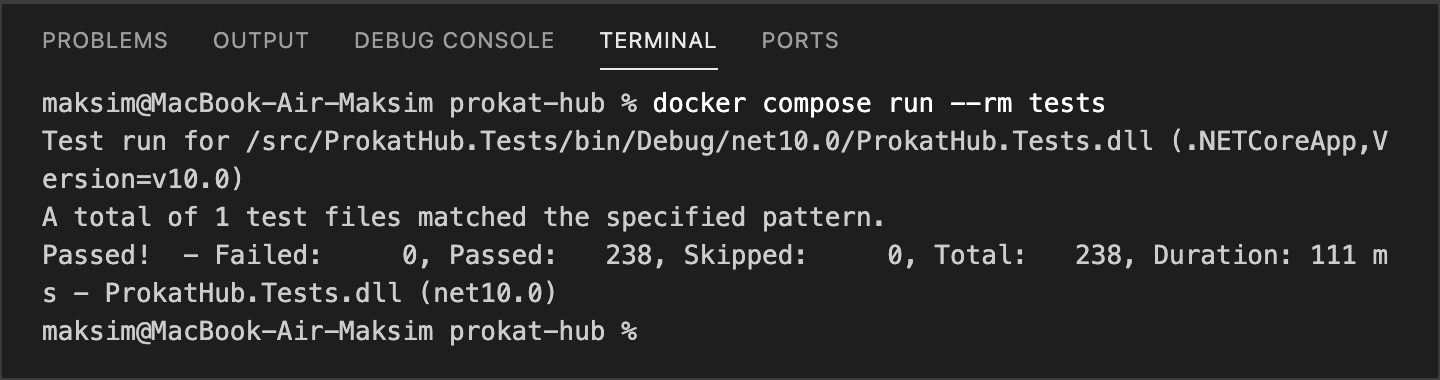 PROBLEMS OUTPUT DEBUG CONSOLE TERMINAL PORTS
maksim@MacBook-Air-Maksim prokat-hub % docker compose run --rm tests
Test run for /src/ProkatHub.Tests/bin/Debug/net10.0/ProkatHub.Tests.dll (.NETCoreApp,V
ersion=v10.0)
A total of 1 test files matched the specified pattern.
Passed!  - Failed:     0, Passed:   238, Skipped:     0, Total:   238, Duration: 111 m
s - ProkatHub.Tests.dll (net10.0)
maksim@MacBook-Air-Maksim prokat-hub %